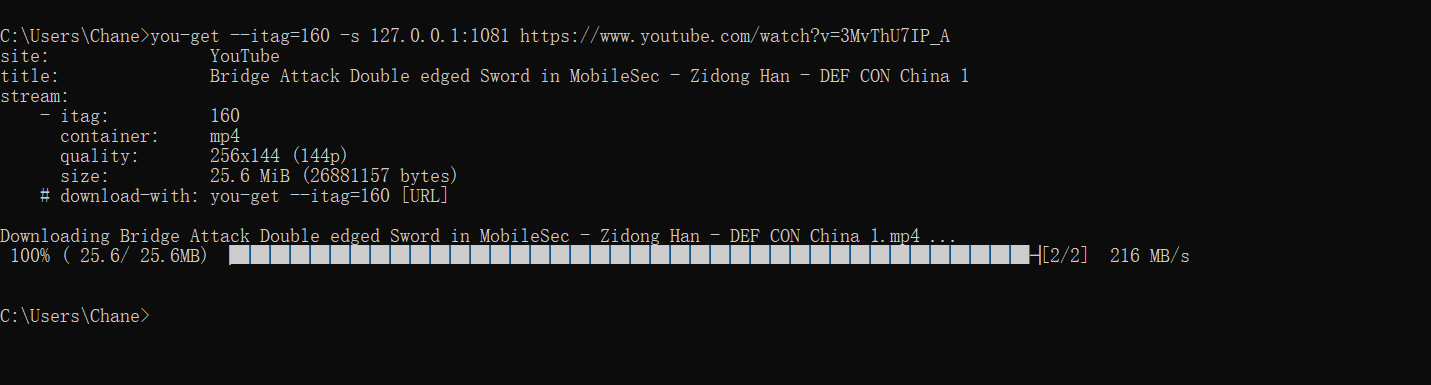 C:\Users\Chane>you-get --itag=160 -s 127.0.0.1:1081 https://www.youtube.com/watch?v=3MvThU7IP_A
site: YouTube
title: Bridge Attack Double edged Sword in MobileSec - Zidong Han - DEF CON China 1
stream:
- itag: 160
container: mp4
quality: 256x144 (144p)
size: 25.6 MiB (26881157 bytes)
# download-with: you-get --itag=160 [URL]
Downloading Bridge Attack Double edged Sword in MobileSec - Zidong Han - DEF CON China 1.mp4 ...
100% ( 25.6/ 25.6MB) ├████████████████████████████████████████┤[2/2] 216 MB/s
C:\Users\Chane>